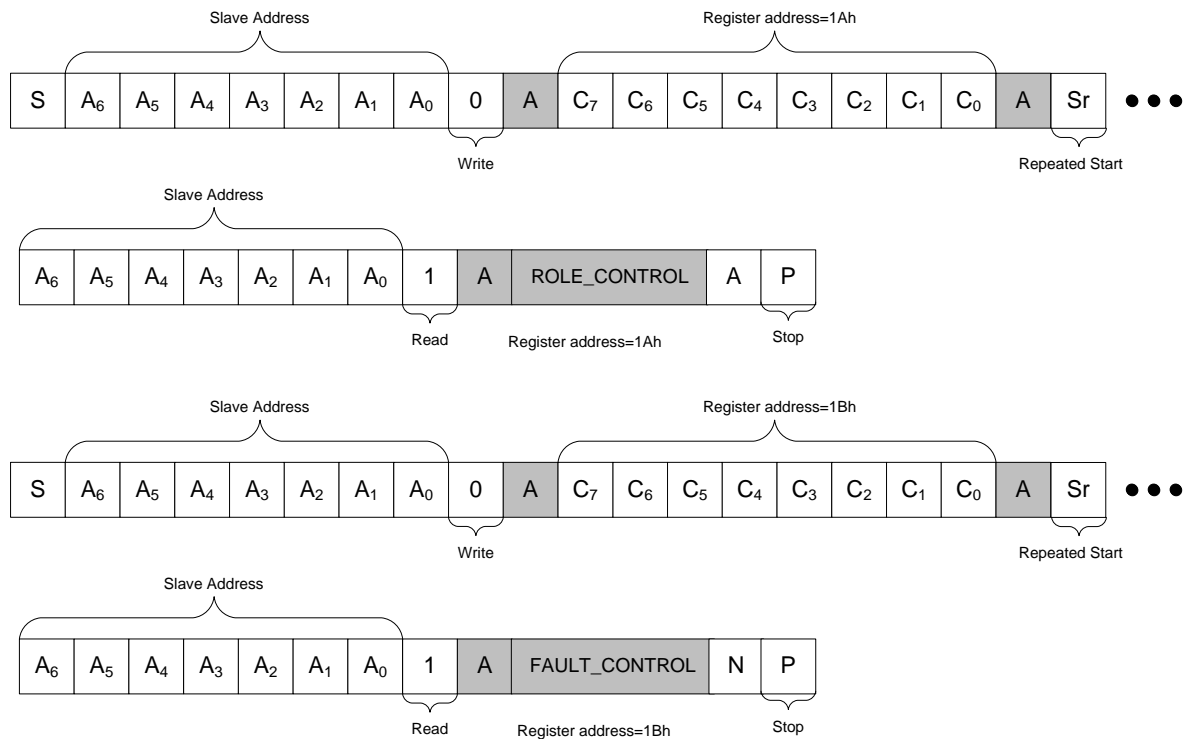 Slave Address Register address=1Ah
S A₆ A₅ A₄ A₃ A₂ A₁ A₀ 0 A C₇ C₆ C₅ C₄ C₃ C₂ C₁ C₀ A Sr
Write Repeated Start
Slave Address
A₆ A₅ A₄ A₃ A₂ A₁ A₀ 1 A ROLE_CONTROL A P
Read Register address=1Ah Stop
Slave Address Register address=1Bh
S A₆ A₅ A₄ A₃ A₂ A₁ A₀ 0 A C₇ C₆ C₅ C₄ C₃ C₂ C₁ C₀ A Sr
Write Repeated Start
Slave Address
A₆ A₅ A₄ A₃ A₂ A₁ A₀ 1 A FAULT_CONTROL N P
Read Register address=1Bh Stop